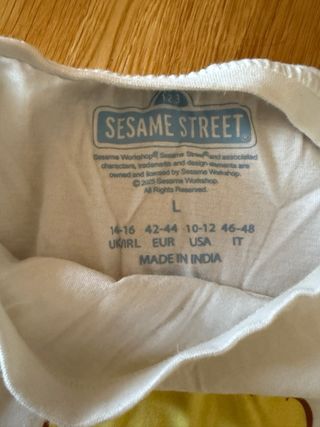 123
SESAME STREET®
Sesame Workshop® Sesame Street® and associated
characters, trademarks and design elements are
owned and licensed by Sesame Workshop.
© 2025 Sesame Workshop.
All Rights Reserved.
L
14-16 42-44 10-12 46-48
UK/IRL EUR USA IT
MADE IN INDIA